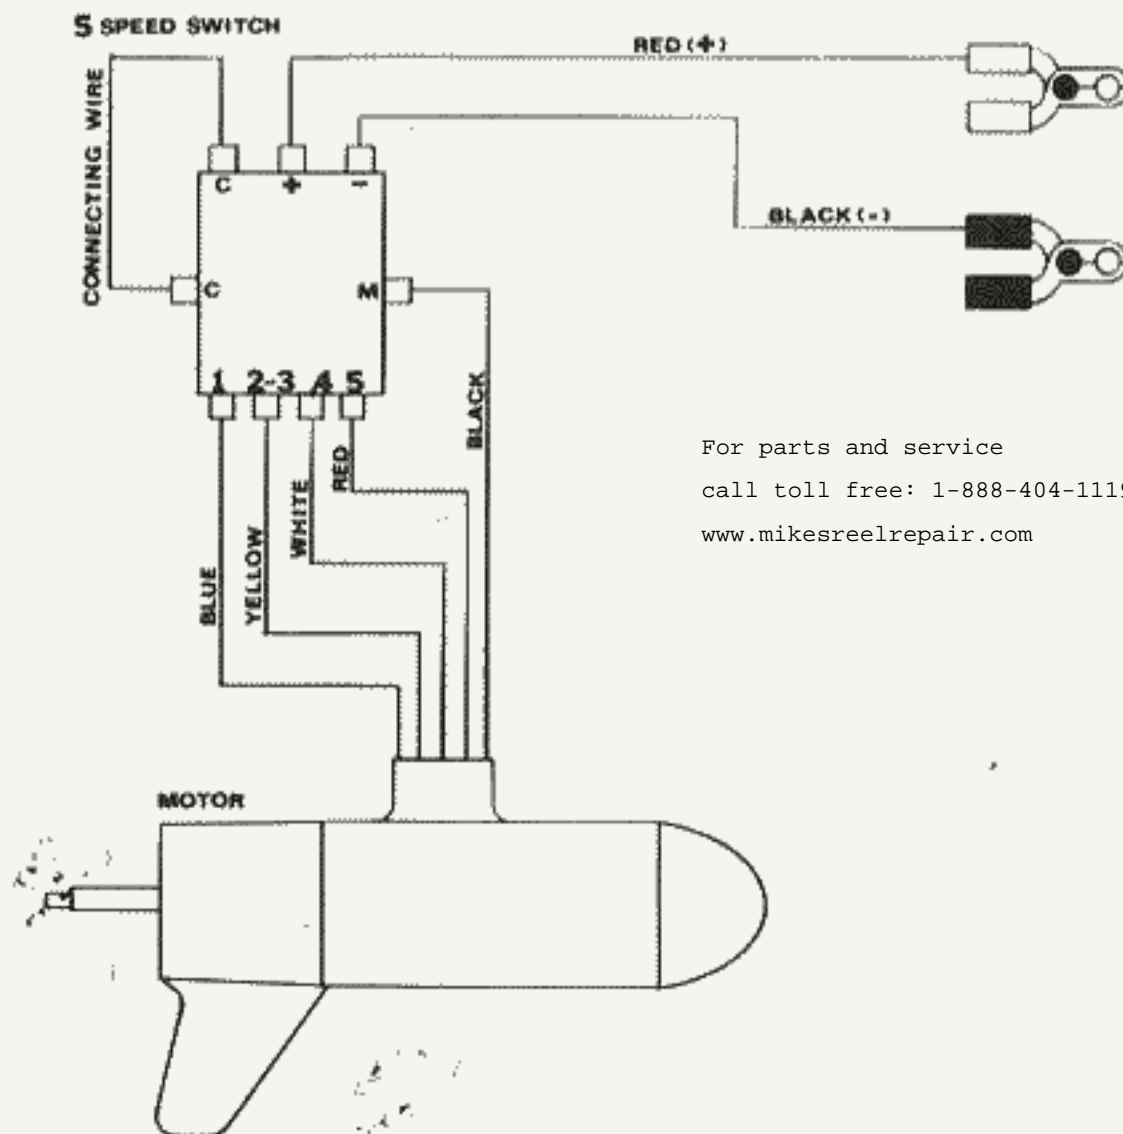 5 SPEED SWITCH
RED (+)
CONNECTING WIRE
C + -
BLACK (-)
C M
1 2-3 4 5
BLACK
RED
WHITE
YELLOW
BLUE
For parts and service
call toll free: 1-888-404-1119
www.mikesreelrepair.com
MOTOR